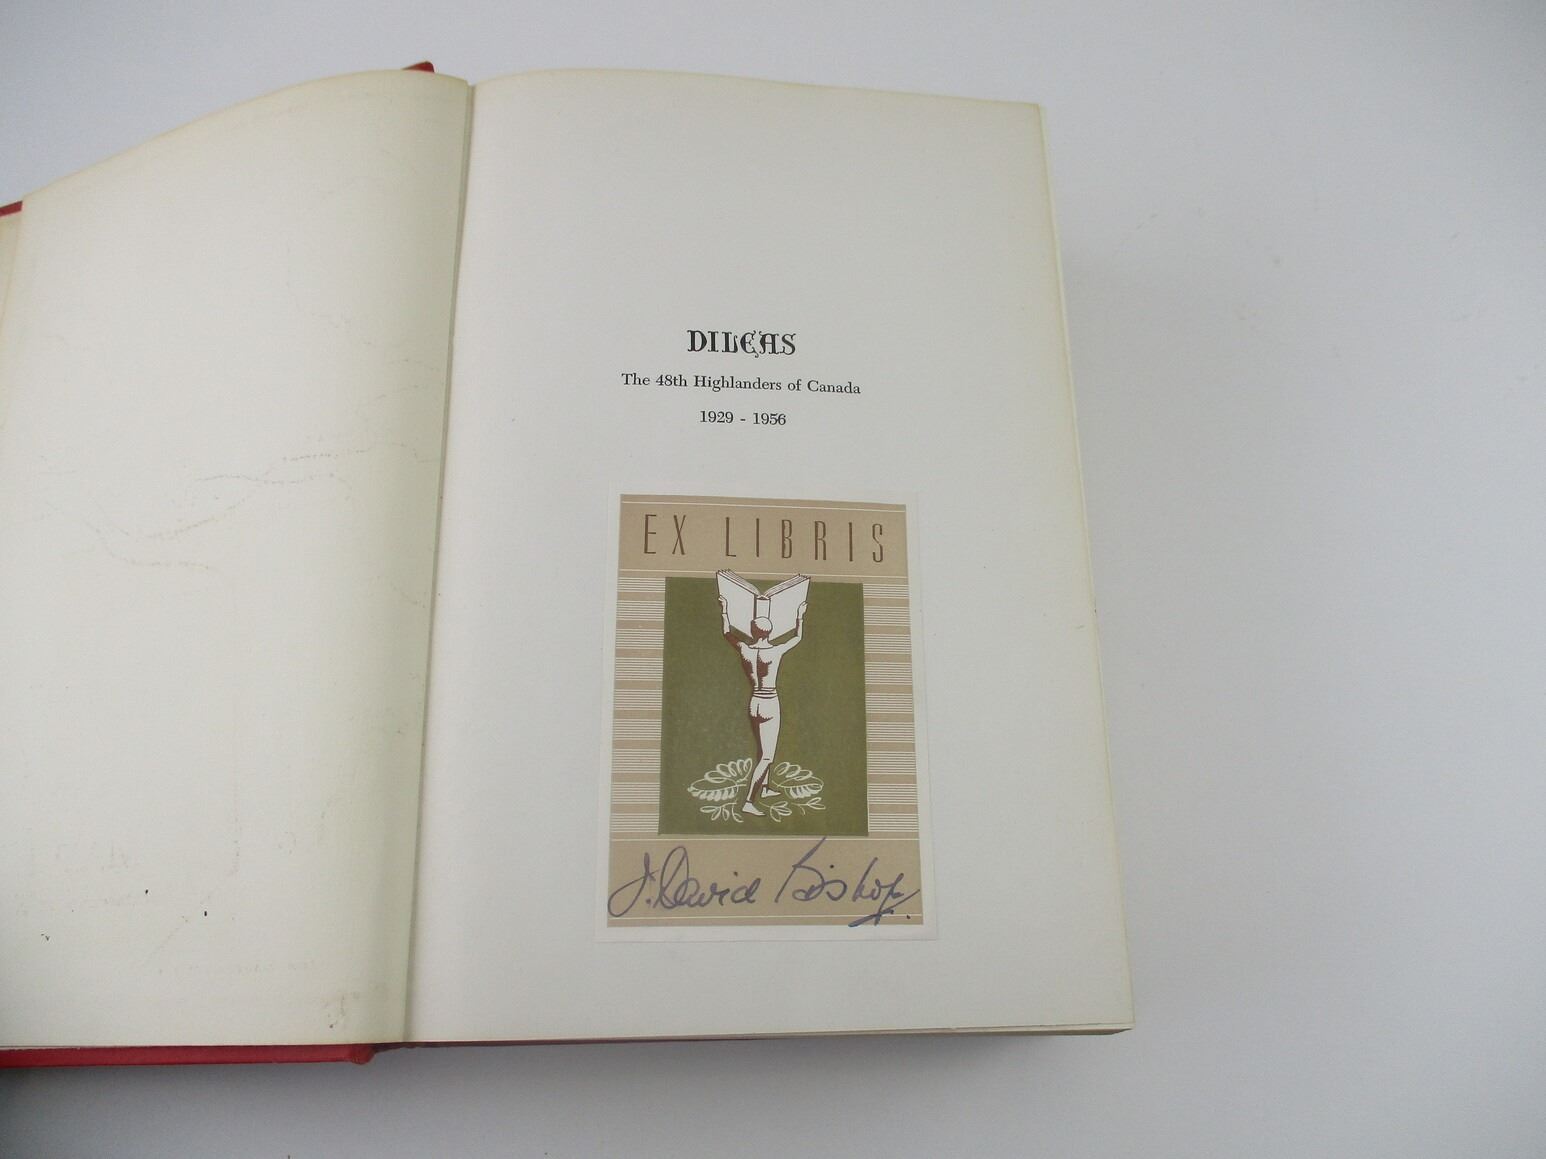 DILEAS
The 48th Highlanders of Canada
1929 - 1956
EX LIBRIS
J. David Bishop.